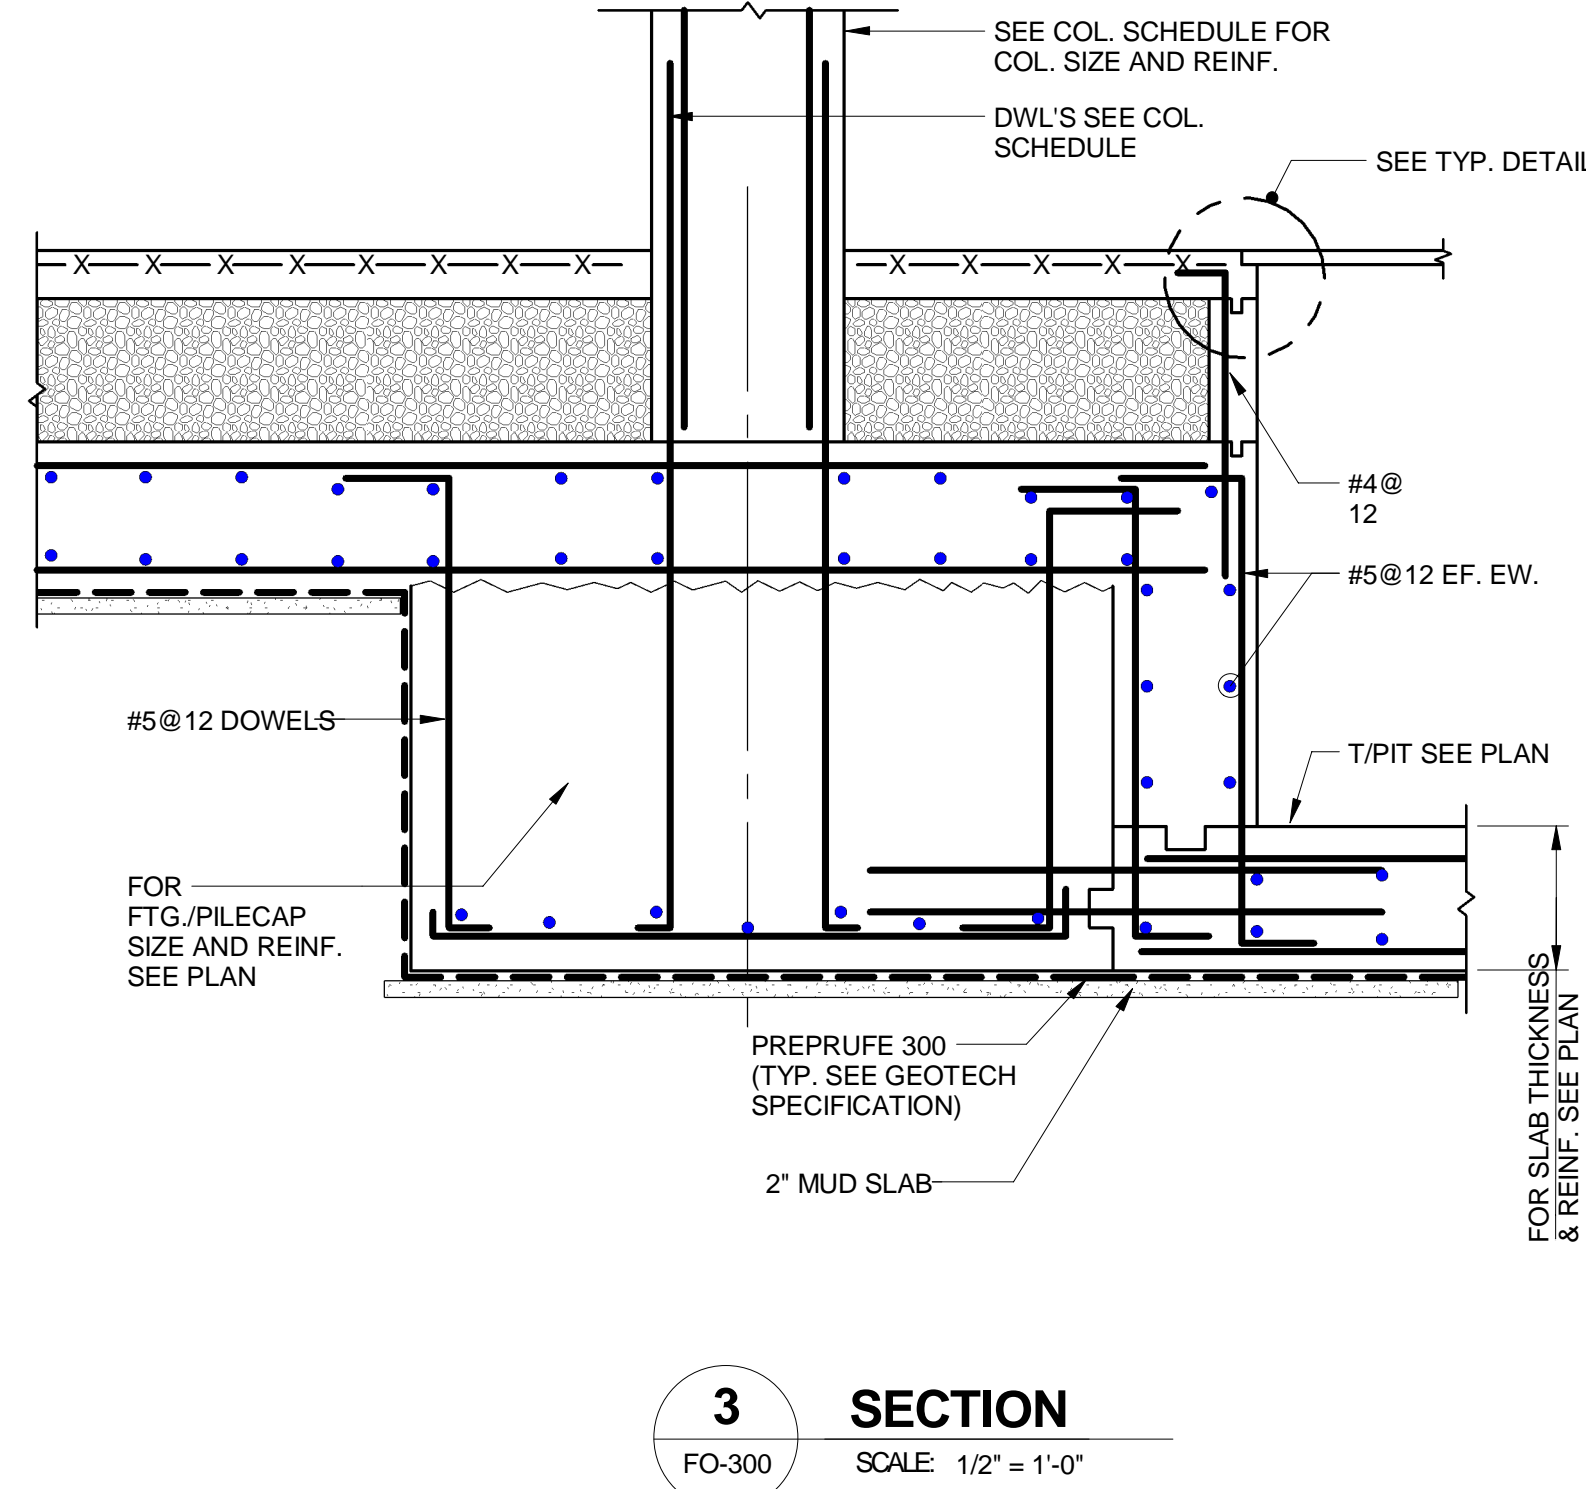 SEE COL. SCHEDULE FOR
COL. SIZE AND REINF.
DWL'S SEE COL.
SCHEDULE
SEE TYP. DETAIL
X X X X X X X X
X X X X X
#4@
12
#5@12 EF. EW.
#5@12 DOWELS
T/PIT SEE PLAN
FOR
FTG./PILECAP
SIZE AND REINF.
SEE PLAN
PREPRUFE 300
(TYP. SEE GEOTECH
SPECIFICATION)
2" MUD SLAB
FOR SLAB THICKNESS
& REINF. SEE PLAN
3
FO-300
SECTION
SCALE: 1/2" = 1'-0"